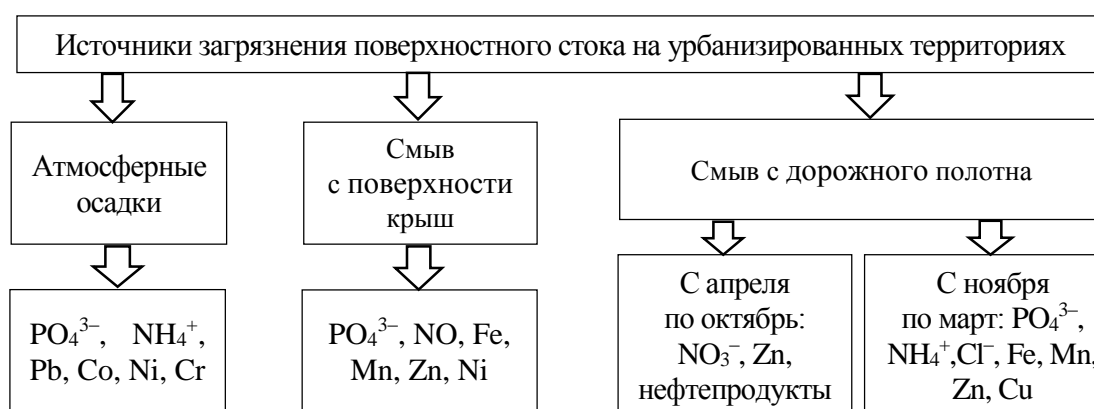 Источники загрязнения поверхностного стока на урбанизированных территориях
Атмосферные
осадки
Смыв
с поверхности
крыш
Смыв с дорожного полотна
PO₄³⁻, NH₄⁺,
Pb, Co, Ni, Cr
PO₄³⁻, NO, Fe,
Mn, Zn, Ni
С апреля
по октябрь:
NO₃⁻, Zn,
нефтепродукты
С ноября
по март: PO₄³⁻,
NH₄⁺,Cl⁻, Fe, Mn,
Zn, Cu